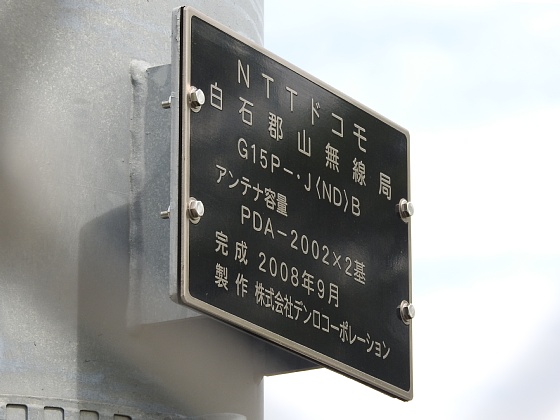 NTTドコモ
白石郡山無線局
G15P-・J〈ND〉B
アンテナ容量
PDA-2002×2基
完成 2008年9月
製作 株式会社デンロコーポレーション